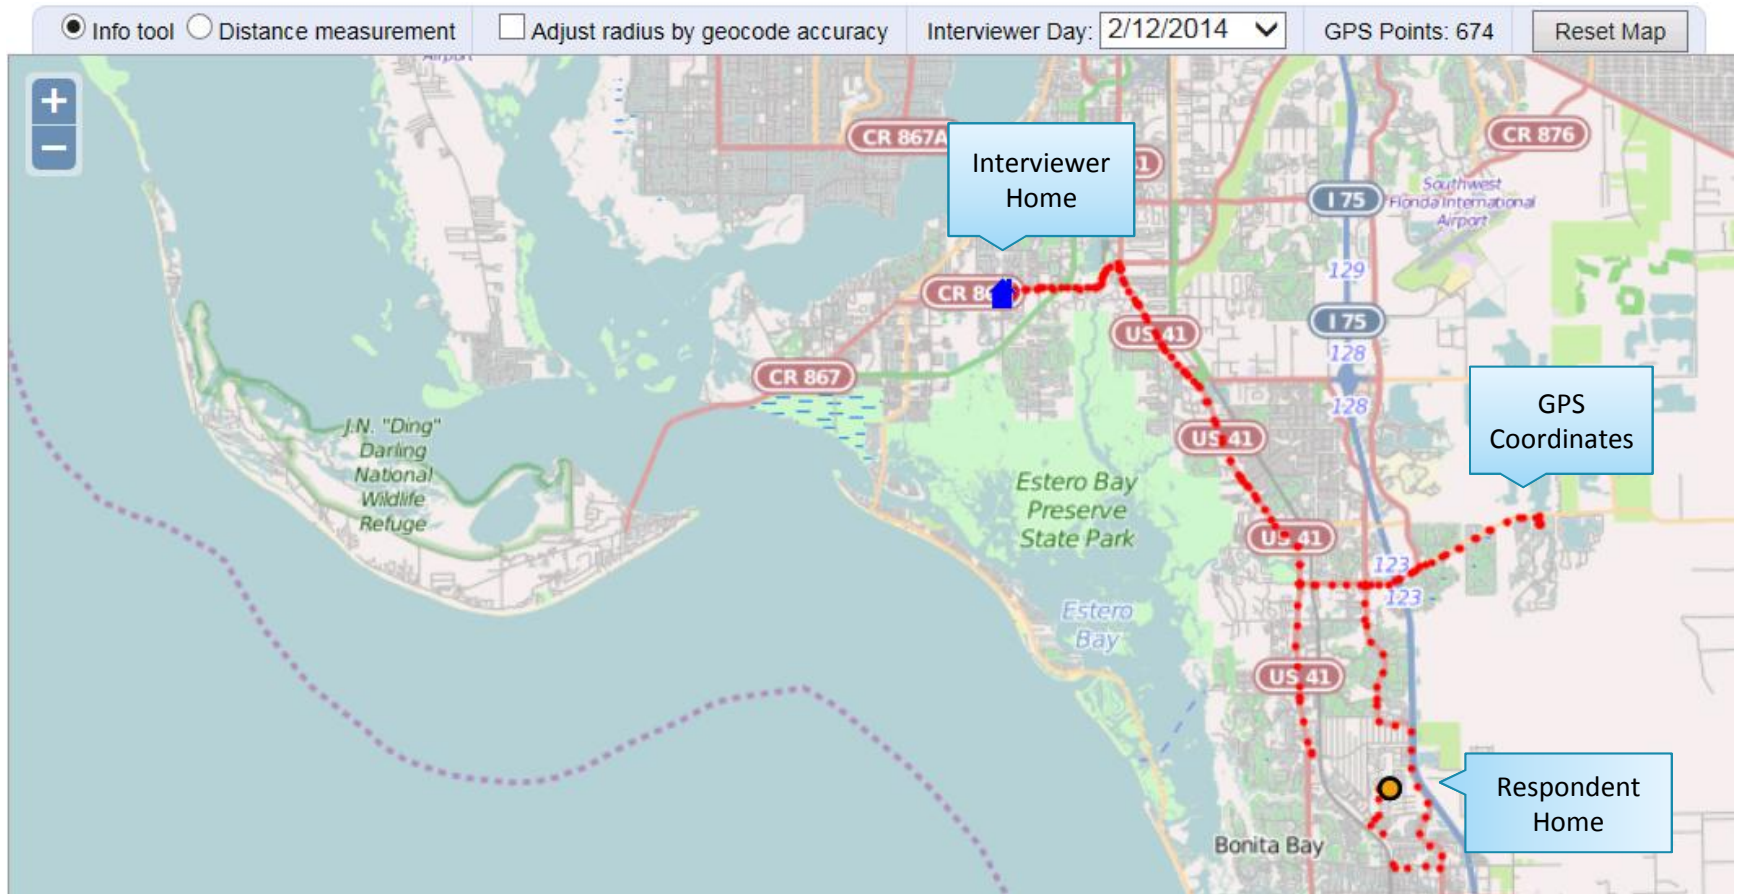 Info tool Distance measurement Adjust radius by geocode accuracy Interviewer Day: 2/12/2014 GPS Points: 674 Reset Map
+
−
Airport
CR 867A
CR 876
Interviewer
Home
Southwest
Florida International
Airport
I 75
129
CR 867
I 75
US 41
128
CR 867
128
GPS
Coordinates
US 41
J.N. "Ding"
Darling
National
Wildlife
Refuge
Estero Bay
Preserve
State Park
US 41
123
123
Estero
Bay
US 41
Respondent
Home
Bonita Bay